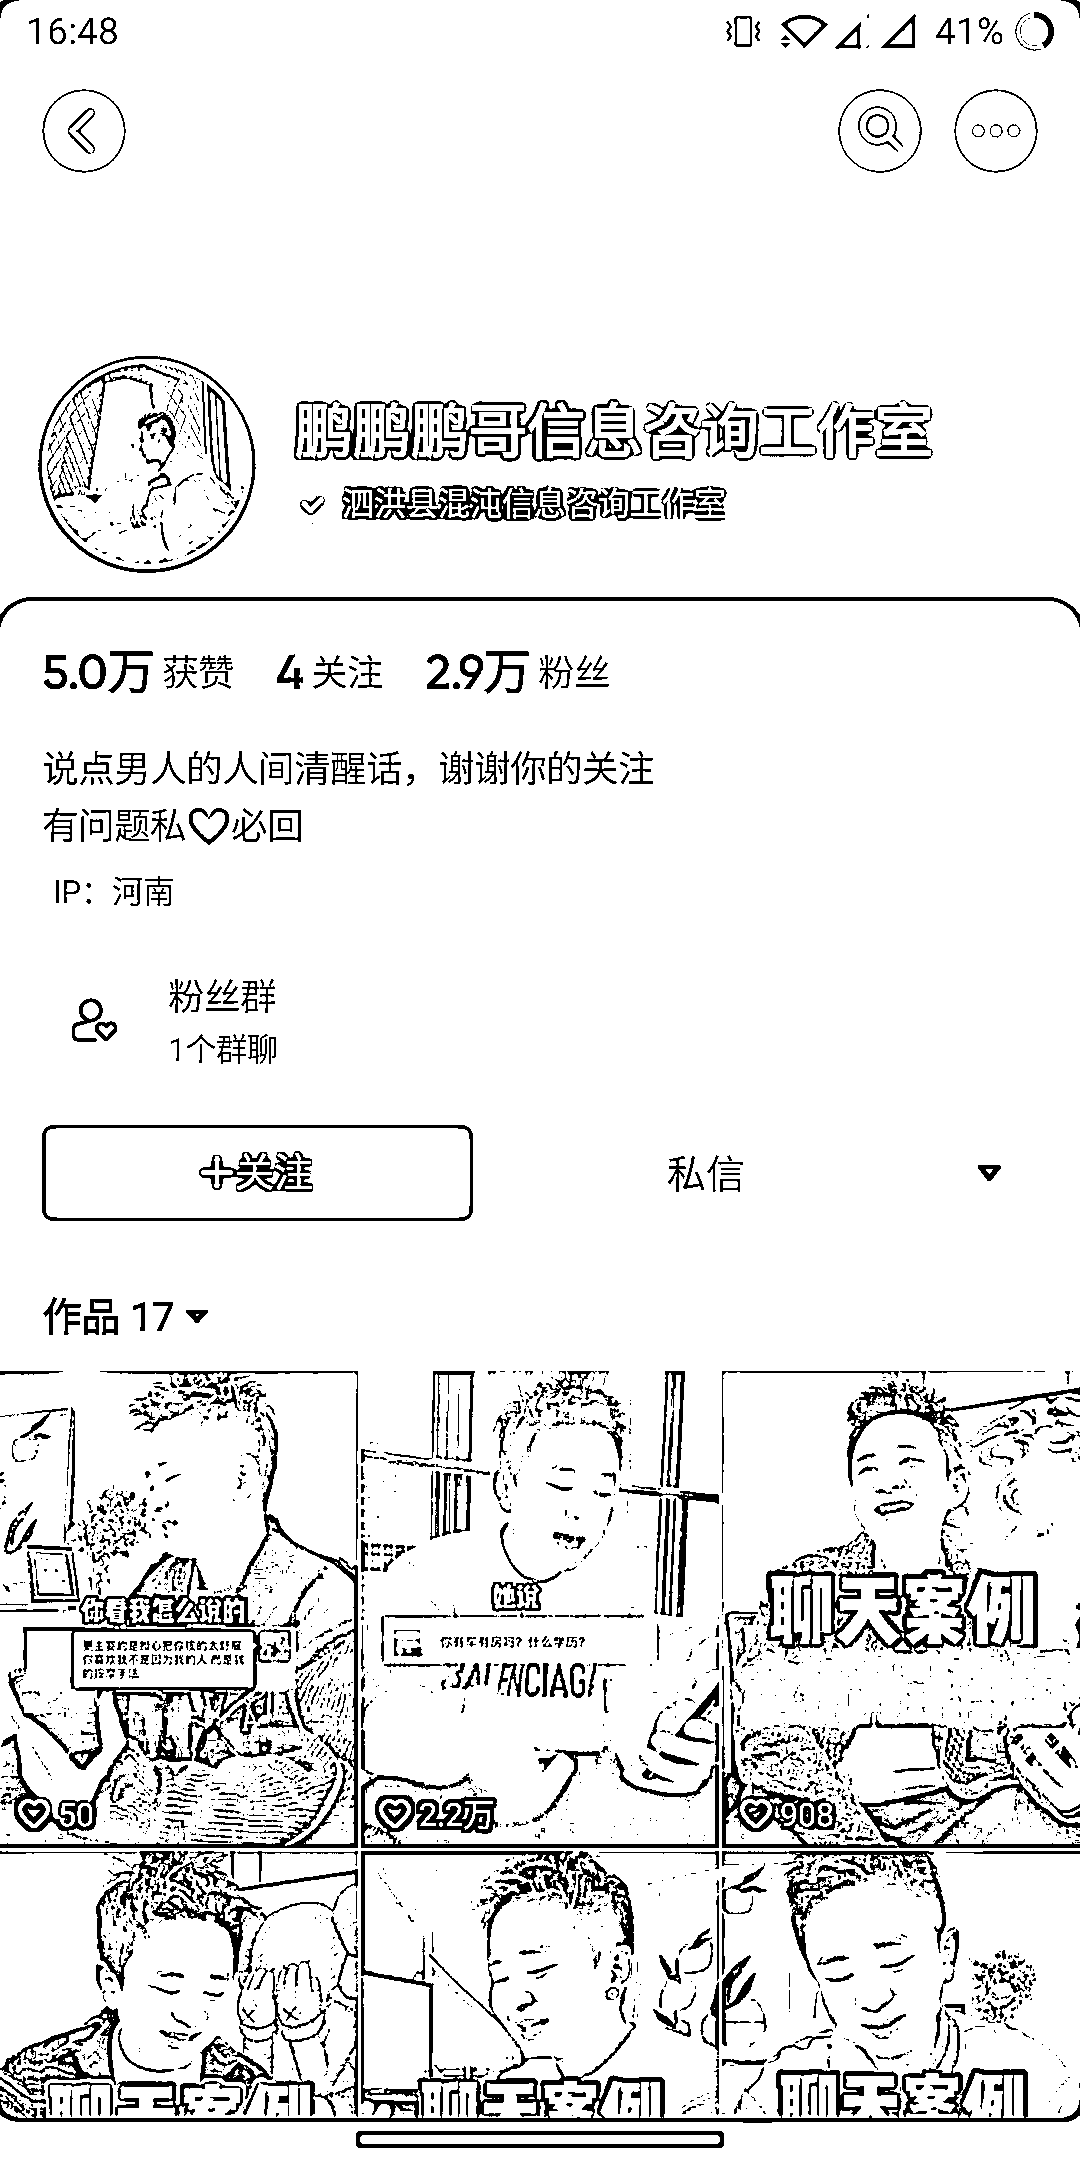 16:48
41%
鹏鹏鹏哥信息咨询工作室
泗洪县混沌信息咨询工作室
5.0万 获赞 4 关注 2.9万 粉丝
说点男人的人间清醒话，谢谢你的关注
有问题私♡必回
IP：河南
粉丝群
1个群聊
+关注
私信
作品 17
你看我怎么说的
50
她说
你有车有房吗？什么学历？
BALENCIAGA
2.2万
聊天案例
908
聊天案例
聊天案例
聊天案例